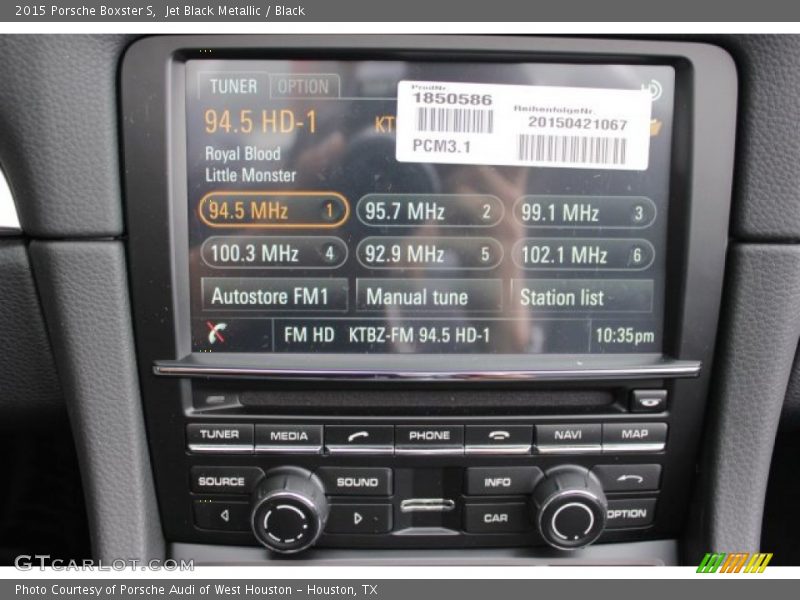 2015 Porsche Boxster S, Jet Black Metallic / Black
TUNER OPTION
94.5 HD-1 KT
Royal Blood
Little Monster
ProdNr.
1850586
PCM3.1
ReihenfolgeNr.
20150421067
94.5 MHz 1 95.7 MHz 2 99.1 MHz 3
100.3 MHz 4 92.9 MHz 5 102.1 MHz 6
Autostore FM1 Manual tune Station list
FM HD KTBZ-FM 94.5 HD-1 10:35pm
TUNER MEDIA PHONE NAVI MAP
SOURCE SOUND INFO
CAR OPTION
GTCARLOT.COM
Photo Courtesy of Porsche Audi of West Houston - Houston, TX